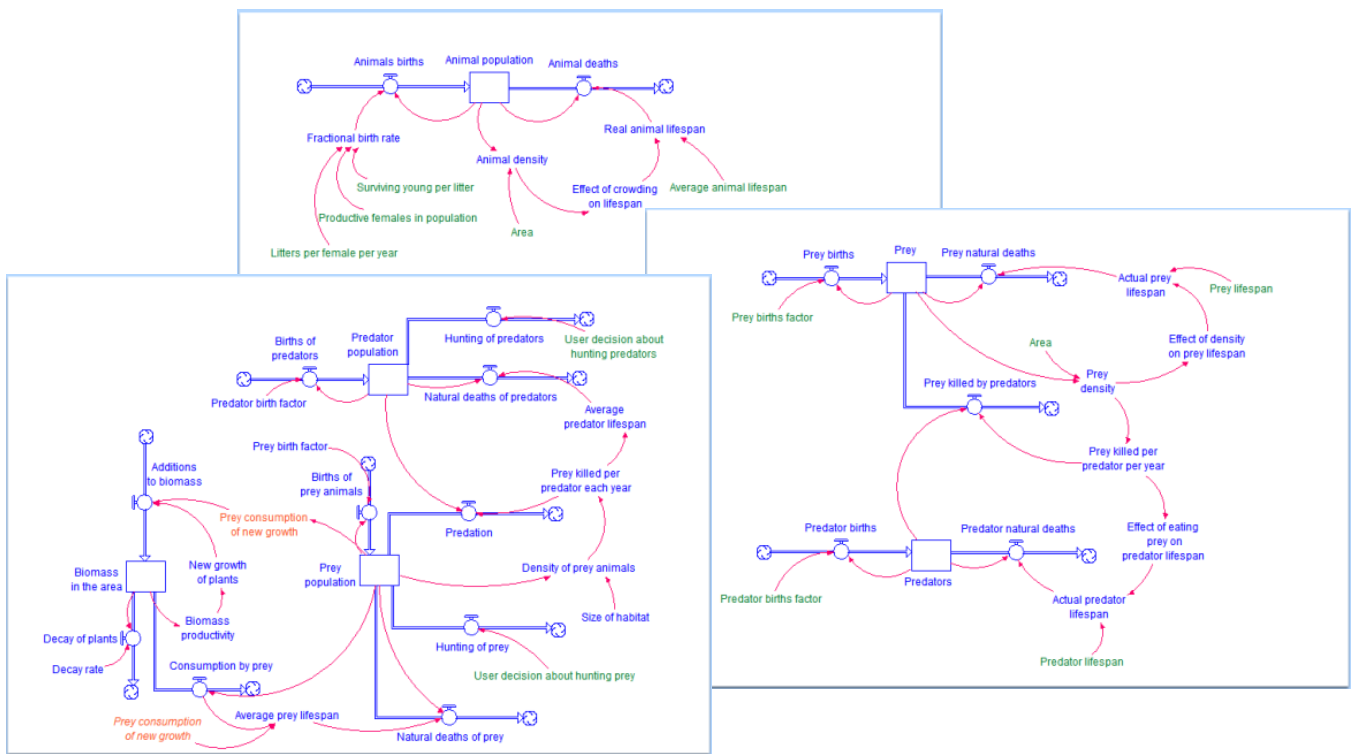 Animals births
Animal population
Animal deaths
Fractional birth rate
Real animal lifespan
Animal density
Surviving young per litter
Effect of crowding
on lifespan
Average animal lifespan
Productive females in population
Area
Litters per female per year
Prey births
Prey
Prey natural deaths
Actual prey
lifespan
Prey lifespan
Prey births factor
Area
Effect of density
on prey lifespan
Prey
density
Prey killed by predators
Prey killed per
predator per year
Predator births
Predator natural deaths
Effect of eating
prey on
predator lifespan
Predators
Predator births factor
Actual predator
lifespan
Predator lifespan
Births of
predators
Predator
population
Hunting of predators
User decision about
hunting predators
Predator birth factor
Natural deaths of predators
Average
predator lifespan
Prey birth factor
Additions
to biomass
Births of
prey animals
Prey killed per
predator each year
Prey consumption
of new growth
Predation
Biomass
in the area
New growth
of plants
Prey
population
Density of prey animals
Biomass
productivity
Size of habitat
Decay of plants
Hunting of prey
Decay rate
Consumption by prey
User decision about hunting prey
Prey consumption
of new growth
Average prey lifespan
Natural deaths of prey